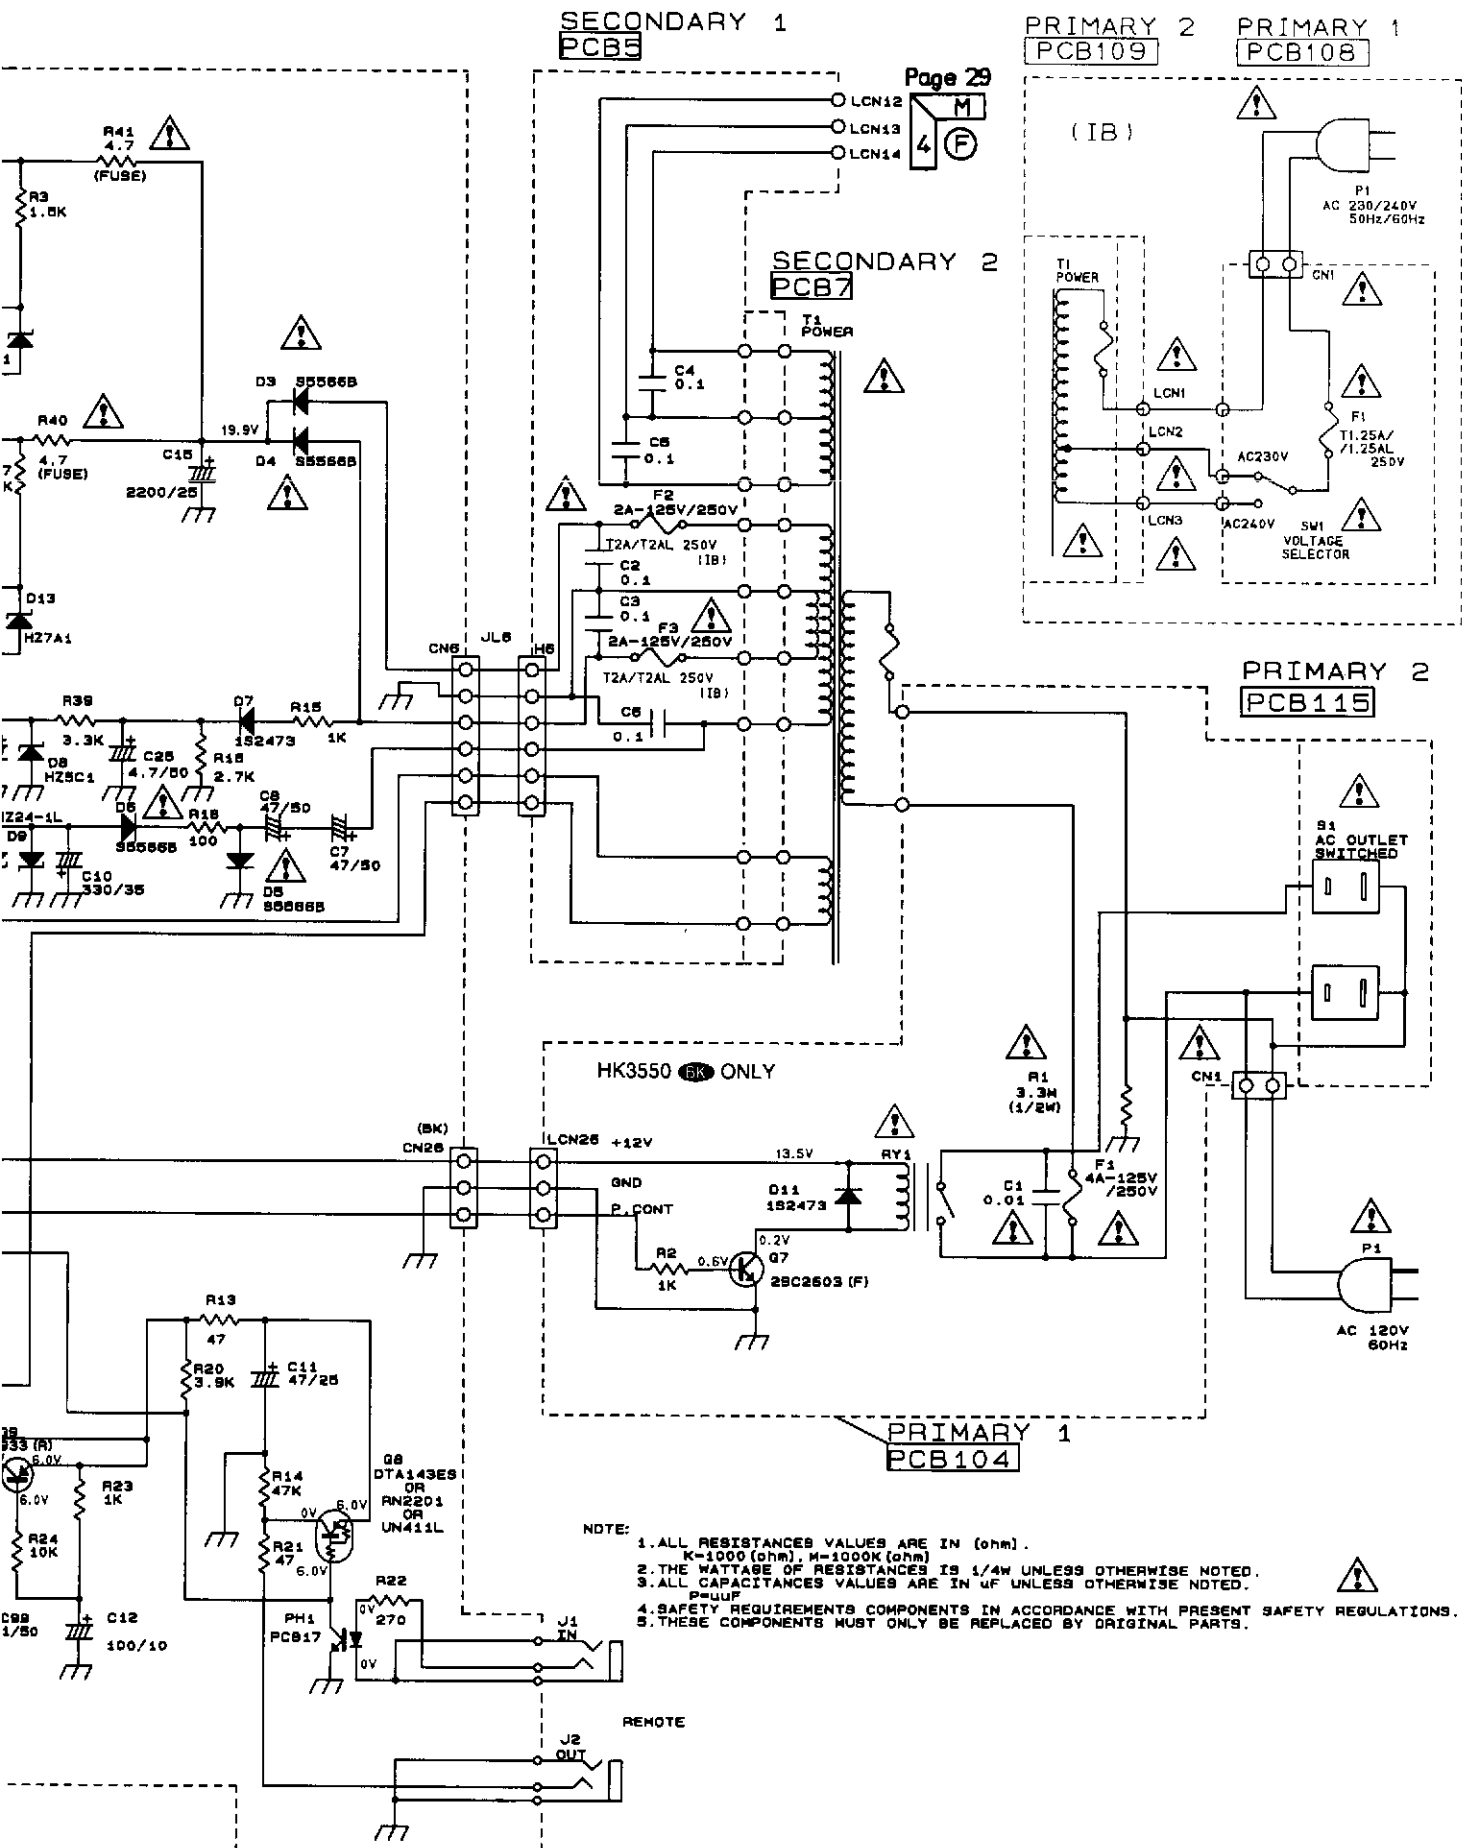 SECONDARY 1
PCB5
PRIMARY 2
PCB109
PRIMARY 1
PCB108
Page 29
M
4
F
LCN12
LCN13
LCN14
(IB)
P1
AC 230/240V
50Hz/60Hz
CN1
T1
POWER
LCN1
LCN2
LCN3
F1
T1.25A/
/1.25AL
250V
AC230V
AC240V
SW1
VOLTAGE
SELECTOR
R41
4.7
(FUSE)
R3
1.5K
1
SECONDARY 2
PCB7
T1
POWER
C4
0.1
C5
0.1
D3 S5566B
19.9V
D4 S5566B
R40
4.7
(FUSE)
7
K
C15
2200/25
F2
2A-125V/250V
T2A/T2AL 250V
(IB)
C2
0.1
C3
0.1
F3
2A-125V/250V
T2A/T2AL 250V
(IB)
C6
0.1
D13
HZ7A1
CN6
JL6
H6
R39
3.3K
D7
1S2473
R15
1K
D8
HZ5C1
C25
4.7/50
R16
2.7K
HZ24-1L
D9
D6
S5566B
R18
100
C8
47/50
C7
47/50
C10
330/35
D5
S5566B
PRIMARY 2
PCB115
S1
AC OUTLET
SWITCHED
HK3550 BK ONLY
R1
3.3M
(1/2W)
CN1
(BK)
CN26
LCN26
+12V
GND
P.CONT
13.5V
RY1
D11
1S2473
C1
0.01
F1
4A-125V
/250V
0.2V
R2
1K
0.6V
Q7
2SC2603 (F)
P1
AC 120V
60Hz
R13
47
R20
3.9K
C11
47/25
PRIMARY 1
PCB104
933 (R)
6.0V
6.0V
R23
1K
R24
10K
R14
47K
R21
47
0V
6.0V
6.0V
Q8
DTA143ES
OR
RN2201
OR
UN411L
R22
270
0V
0V
PH1
PCB17
C99
1/50
C12
100/10
J1
IN
REMOTE
J2
OUT
NOTE:
1.ALL RESISTANCES VALUES ARE IN (ohm).
K=1000(ohm), M=1000K(ohm)
2.THE WATTAGE OF RESISTANCES IS 1/4W UNLESS OTHERWISE NOTED.
3.ALL CAPACITANCES VALUES ARE IN uF UNLESS OTHERWISE NOTED.
P=uuF
4.SAFETY REQUIREMENTS COMPONENTS IN ACCORDANCE WITH PRESENT SAFETY REGULATIONS.
5.THESE COMPONENTS MUST ONLY BE REPLACED BY ORIGINAL PARTS.